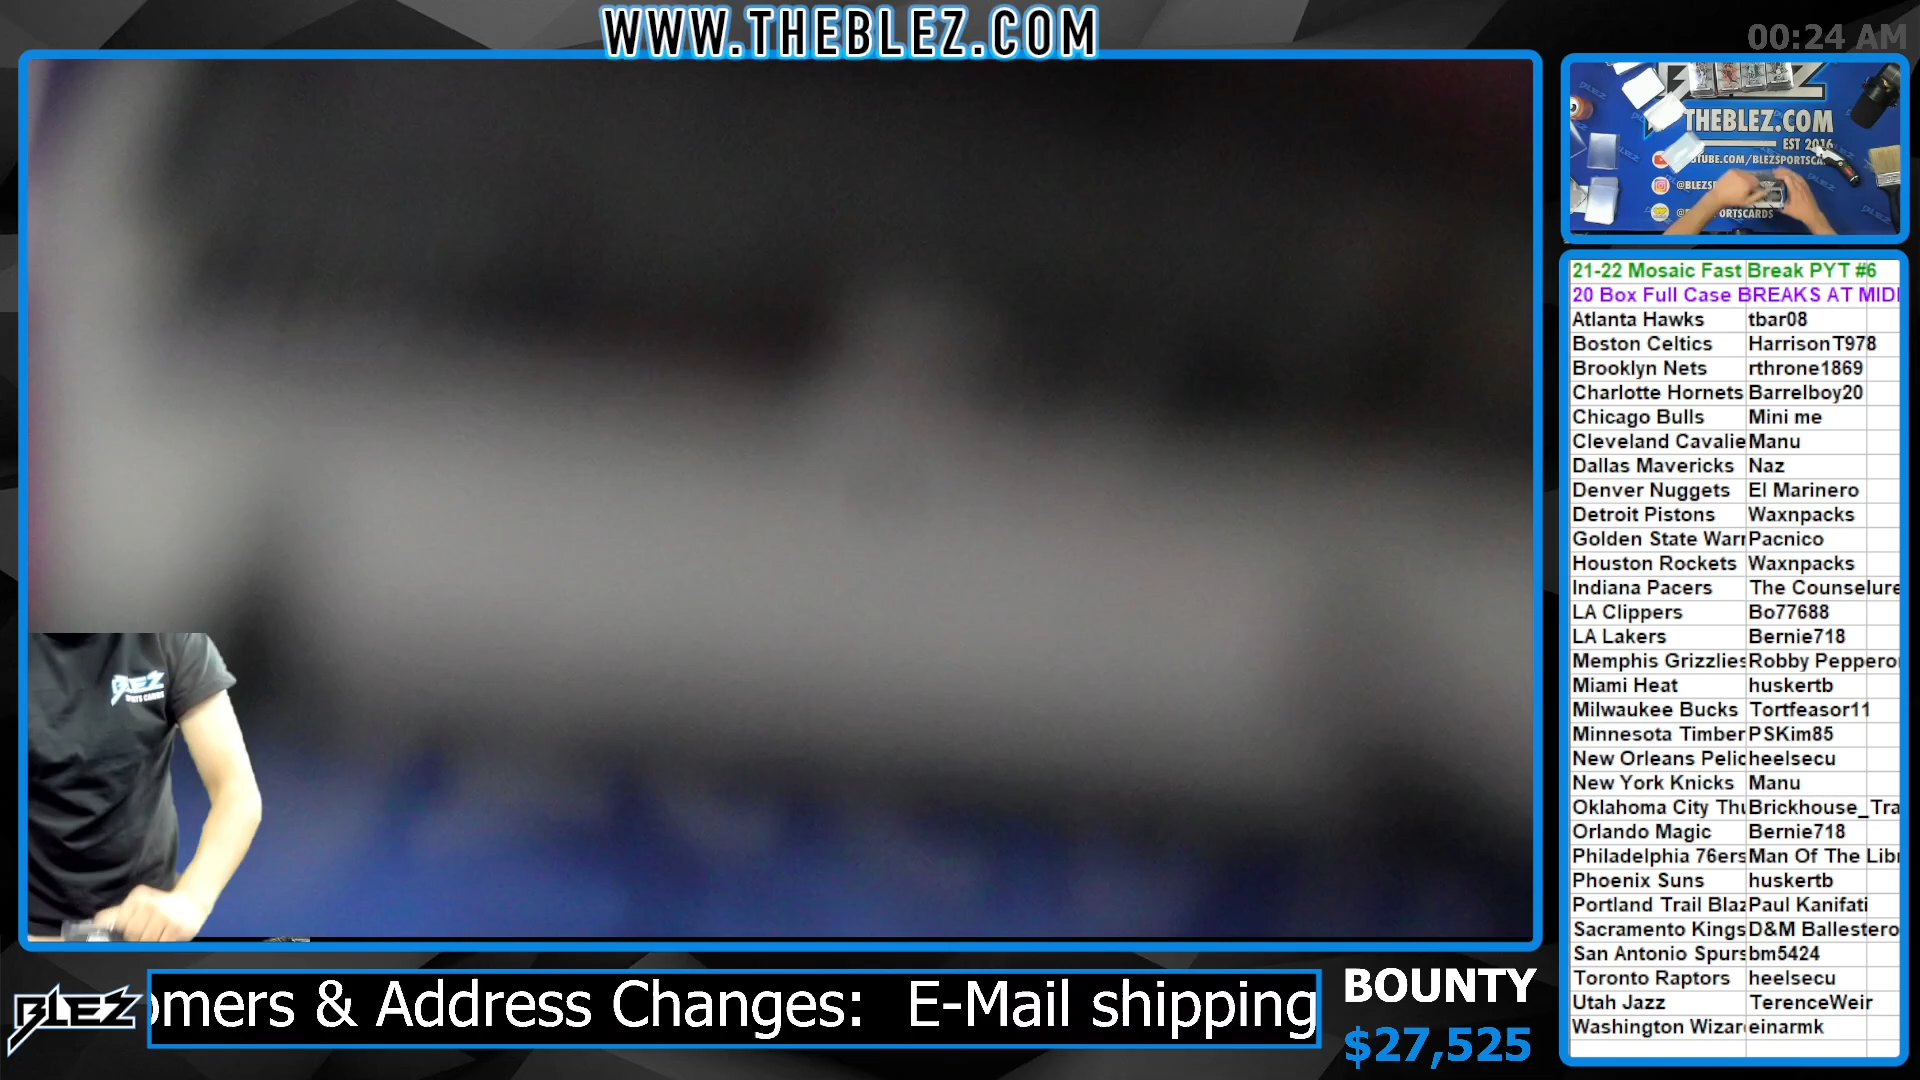 WWW.THEBLEZ.COM
00:24 AM
THEBLEZ.COM
EST 2016
21-22 Mosaic Fast Break PYT #6
20 Box Full Case BREAKS AT MID
Atlanta Hawks tbar08
Boston Celtics HarrisonT978
Brooklyn Nets rthrone1869
Charlotte Hornets Barrelboy20
Chicago Bulls Mini me
Cleveland Cavalie Manu
Dallas Mavericks Naz
Denver Nuggets El Marinero
Detroit Pistons Waxnpacks
Golden State Warr Pacnico
Houston Rockets Waxnpacks
Indiana Pacers The Counselure
LA Clippers Bo77688
LA Lakers Bernie718
Memphis Grizzlies Robby Peppero
Miami Heat huskertb
Milwaukee Bucks Tortfeasor11
Minnesota Timber PSKim85
New Orleans Pelic heelsecu
New York Knicks Manu
Oklahoma City Thu Brickhouse_Tra
Orlando Magic Bernie718
Philadelphia 76ers Man Of The Libr
Phoenix Suns huskertb
Portland Trail Blaz Paul Kanifati
Sacramento Kings D&M Ballestero
San Antonio Spurs bm5424
Toronto Raptors heelsecu
Utah Jazz TerenceWeir
Washington Wizar einarmk
BLEZ
SPORTS CARDS
BLEZ
omers & Address Changes: E-Mail shipping
BOUNTY
$27,525